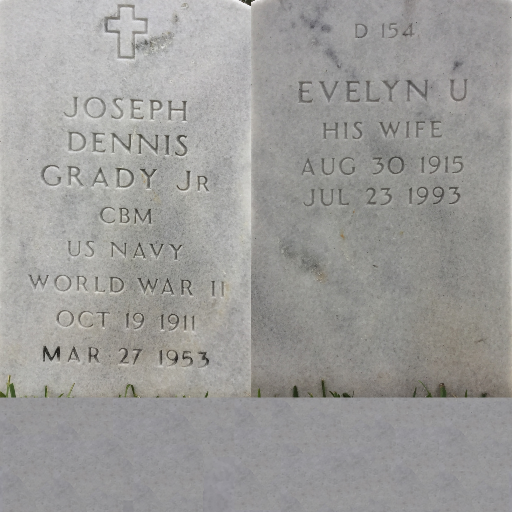 JOSEPH
DENNIS
GRADY JR
CBM
US NAVY
WORLD WAR II
OCT 19 1911
MAR 27 1953
D 154
EVELYN U
HIS WIFE
AUG 30 1915
JUL 23 1993